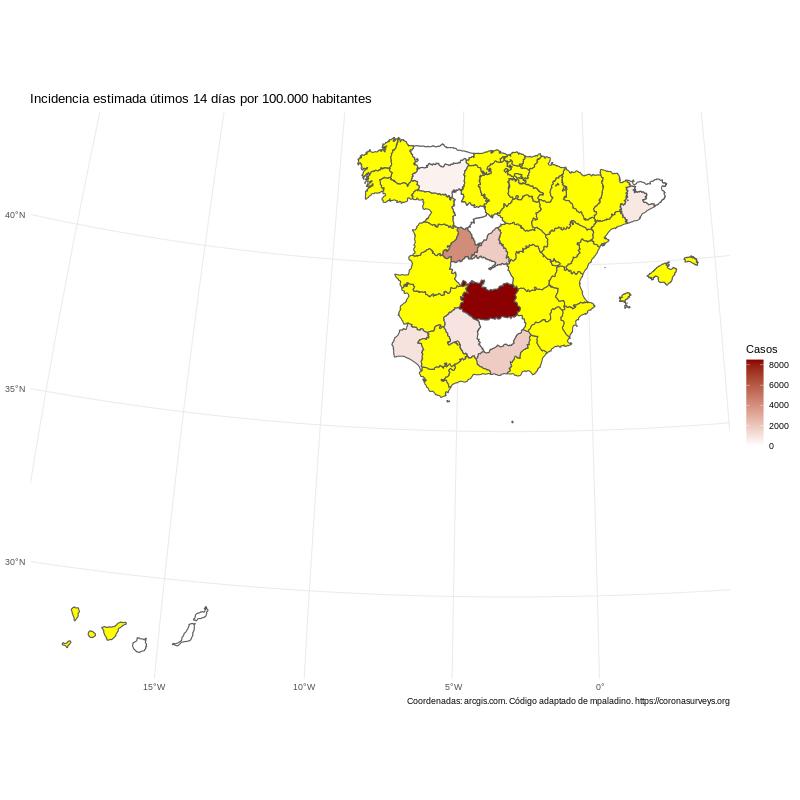 Incidencia estimada útimos 14 días por 100.000 habitantes
40°N
35°N
30°N
Casos
8000
6000
4000
2000
0
15°W
10°W
5°W
0°
Coordenadas: arcgis.com. Código adaptado de mpaladino. https://coronasurveys.org